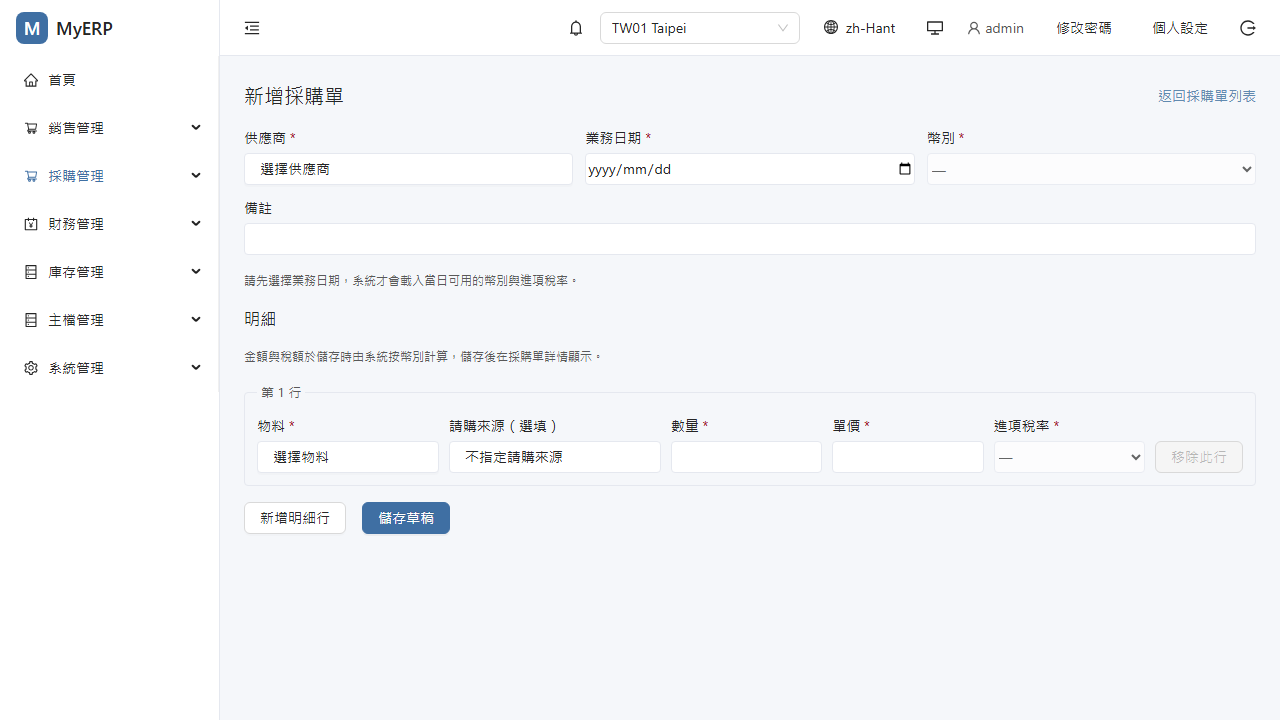 M MyERP
TW01 Taipei
zh-Hant
admin
修改密碼
個人設定
首頁
銷售管理
採購管理
財務管理
庫存管理
主檔管理
系統管理
新增採購單
返回採購單列表
供應商 *
業務日期 *
幣別 *
選擇供應商
yyyy/mm/dd
—
備註
請先選擇業務日期，系統才會載入當日可用的幣別與進項稅率。
明細
金額與稅額於儲存時由系統按幣別計算，儲存後在採購單詳情顯示。
第 1 行
物料 *
請購來源（選填）
數量 *
單價 *
進項稅率 *
選擇物料
不指定請購來源
—
移除此行
新增明細行
儲存草稿